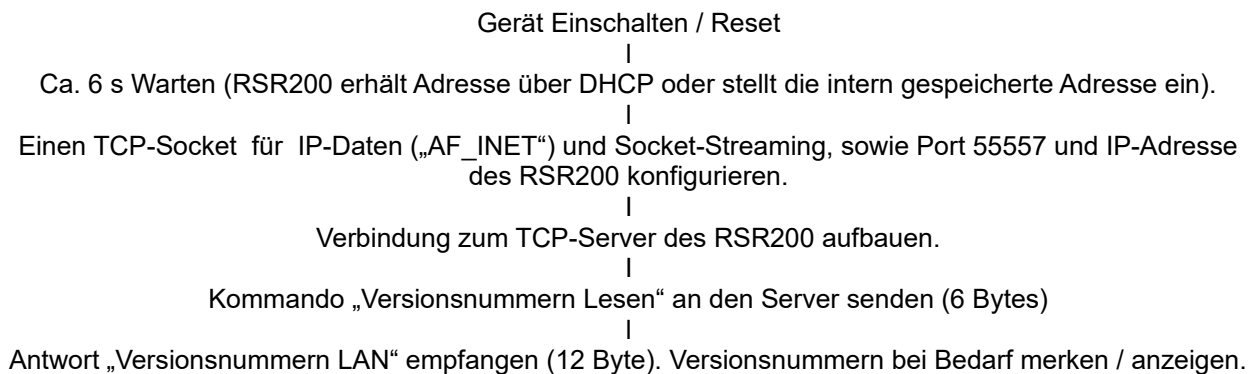 Gerät Einschalten / Reset
|
Ca. 6 s Warten (RSR200 erhält Adresse über DHCP oder stellt die intern gespeicherte Adresse ein).
|
Einen TCP-Socket für IP-Daten („AF_INET“) und Socket-Streaming, sowie Port 55557 und IP-Adresse
des RSR200 konfigurieren.
|
Verbindung zum TCP-Server des RSR200 aufbauen.
|
Kommando „Versionsnummern Lesen“ an den Server senden (6 Bytes)
|
Antwort „Versionsnummern LAN“ empfangen (12 Byte). Versionsnummern bei Bedarf merken / anzeigen.